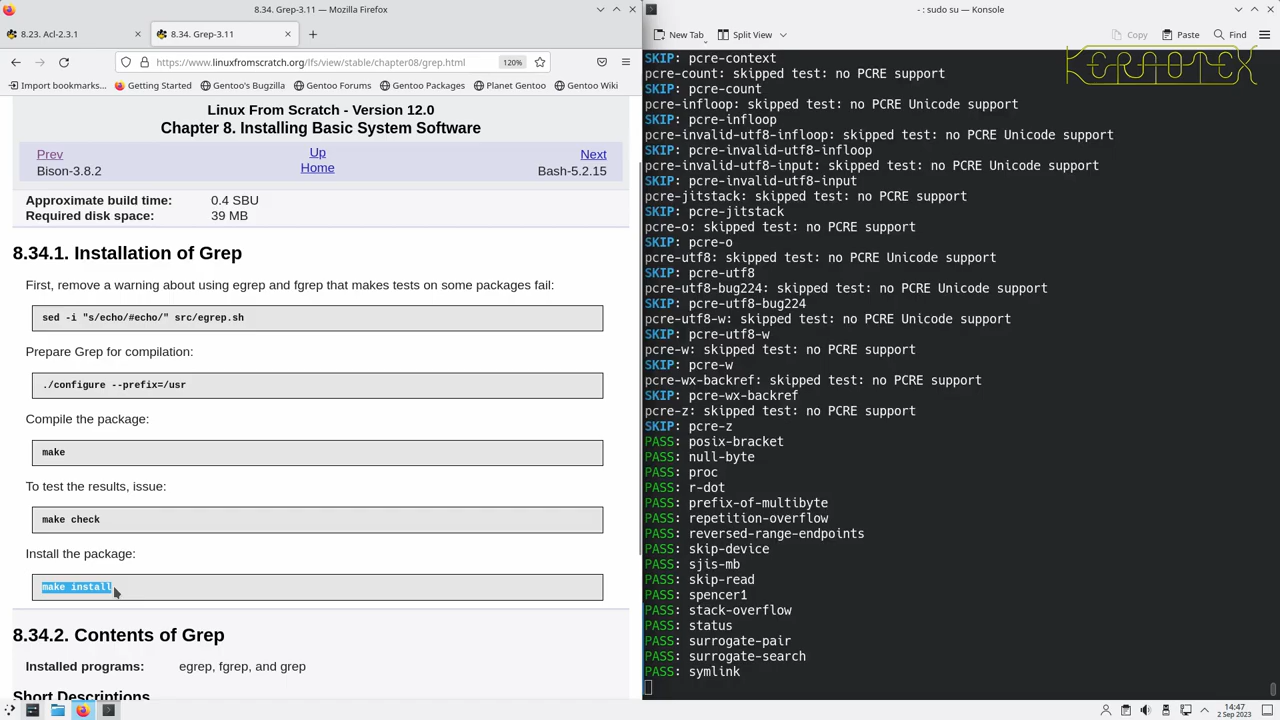 8.34. Grep-3.11 — Mozilla Firefox
8.23. Acl-2.3.1
8.34. Grep-3.11
https://www.linuxfromscratch.org/lfs/view/stable/chapter08/grep.html
120%
Import bookmarks...
Getting Started
Gentoo's Bugzilla
Gentoo Forums
Gentoo Packages
Planet Gentoo
Gentoo Wiki
Linux From Scratch - Version 12.0
Chapter 8. Installing Basic System Software
Prev
Up
Next
Bison-3.8.2
Home
Bash-5.2.15
Approximate build time: 0.4 SBU
Required disk space: 39 MB
8.34.1. Installation of Grep
First, remove a warning about using egrep and fgrep that makes tests on some packages fail:
sed -i "s/echo/#echo/" src/egrep.sh
Prepare Grep for compilation:
./configure --prefix=/usr
Compile the package:
make
To test the results, issue:
make check
Install the package:
make install
8.34.2. Contents of Grep
Installed programs: egrep, fgrep, and grep
Short Descriptions
- : sudo su — Konsole
New Tab
Split View
Copy
Paste
Find
KERNOTEX
SKIP: pcre-context
pcre-count: skipped test: no PCRE support
SKIP: pcre-count
pcre-infloop: skipped test: no PCRE Unicode support
SKIP: pcre-infloop
pcre-invalid-utf8-infloop: skipped test: no PCRE Unicode support
SKIP: pcre-invalid-utf8-infloop
pcre-invalid-utf8-input: skipped test: no PCRE Unicode support
SKIP: pcre-invalid-utf8-input
pcre-jitstack: skipped test: no PCRE support
SKIP: pcre-jitstack
pcre-o: skipped test: no PCRE support
SKIP: pcre-o
pcre-utf8: skipped test: no PCRE Unicode support
SKIP: pcre-utf8
pcre-utf8-bug224: skipped test: no PCRE Unicode support
SKIP: pcre-utf8-bug224
pcre-utf8-w: skipped test: no PCRE Unicode support
SKIP: pcre-utf8-w
pcre-w: skipped test: no PCRE support
SKIP: pcre-w
pcre-wx-backref: skipped test: no PCRE support
SKIP: pcre-wx-backref
pcre-z: skipped test: no PCRE support
SKIP: pcre-z
PASS: posix-bracket
PASS: null-byte
PASS: proc
PASS: r-dot
PASS: prefix-of-multibyte
PASS: repetition-overflow
PASS: reversed-range-endpoints
PASS: skip-device
PASS: sjis-mb
PASS: skip-read
PASS: spencer1
PASS: stack-overflow
PASS: status
PASS: surrogate-pair
PASS: surrogate-search
PASS: symlink
14:47
2 Sep 2023